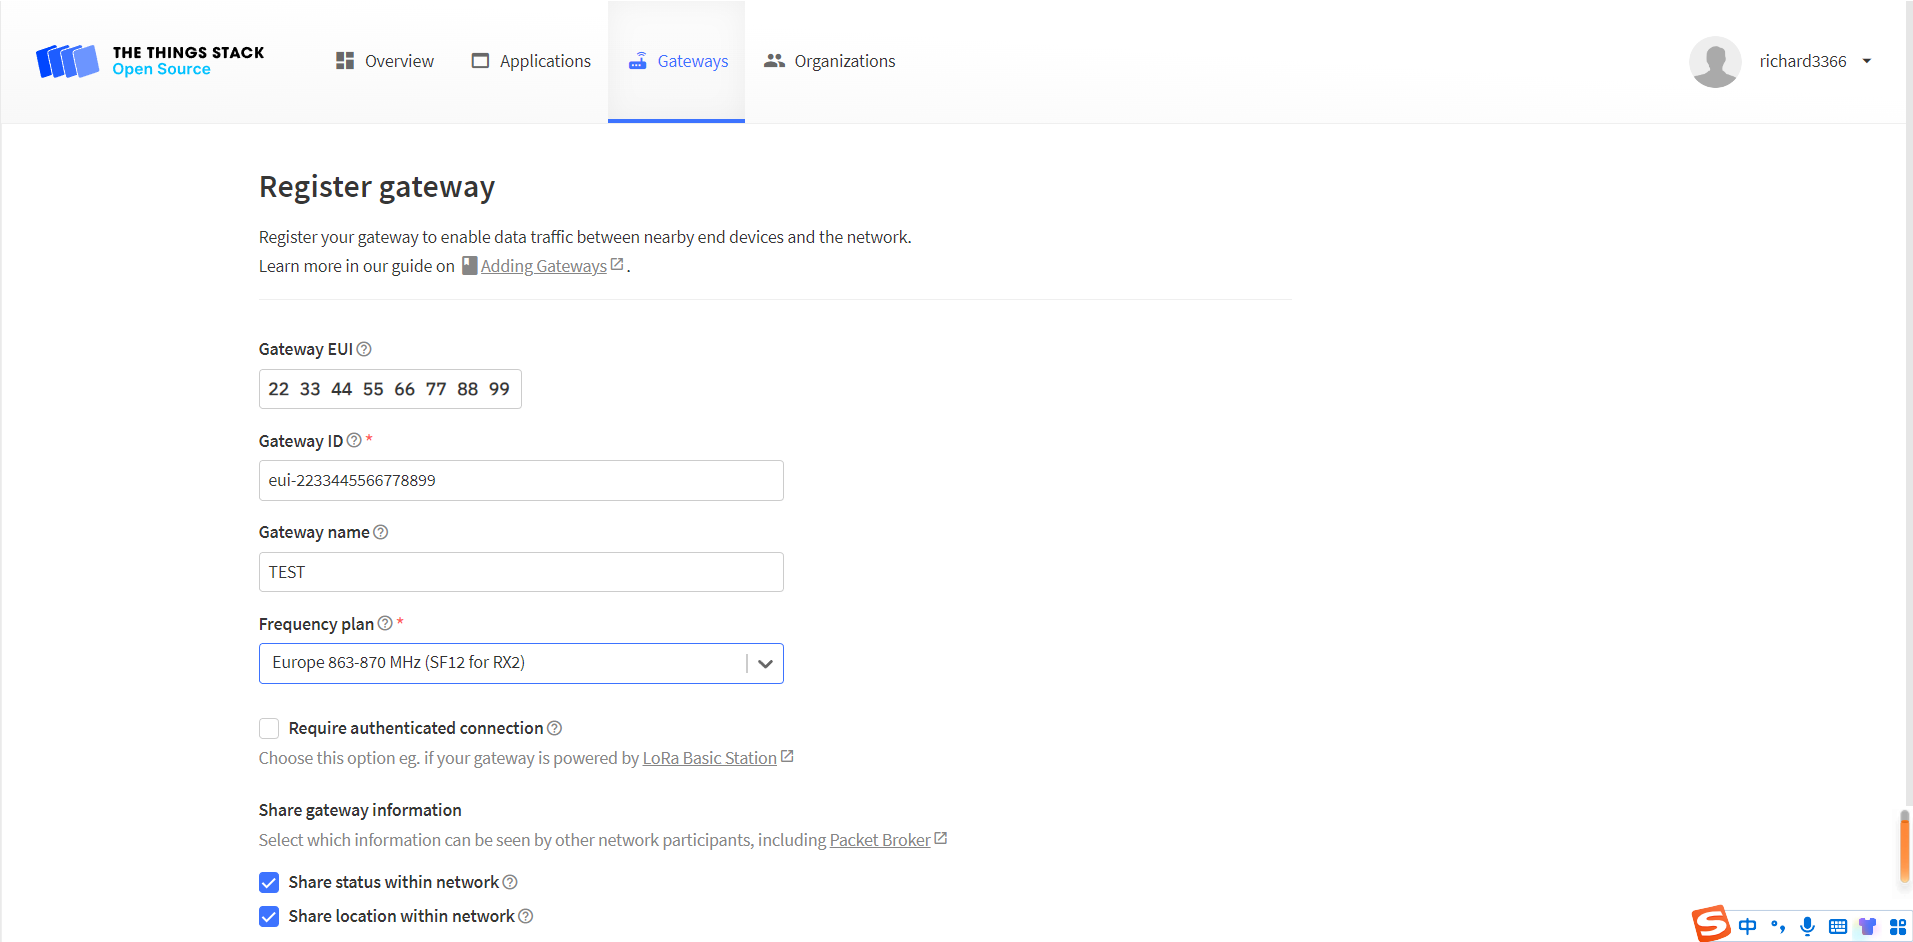 THE THINGS STACK
Open Source
Overview
Applications
Gateways
Organizations
richard3366
Register gateway
Register your gateway to enable data traffic between nearby end devices and the network.
Learn more in our guide on Adding Gateways .
Gateway EUI
22 33 44 55 66 77 88 99
Gateway ID *
eui-2233445566778899
Gateway name
TEST
Frequency plan *
Europe 863-870 MHz (SF12 for RX2)
Require authenticated connection
Choose this option eg. if your gateway is powered by LoRa Basic Station
Share gateway information
Select which information can be seen by other network participants, including Packet Broker
Share status within network
Share location within network
S 中